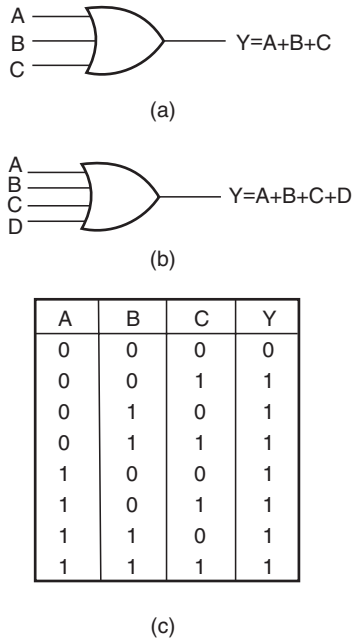 A
B
C
Y=A+B+C
(a)
A
B
C
D
Y=A+B+C+D
(b)
A B C Y
0 0 0 0
0 0 1 1
0 1 0 1
0 1 1 1
1 0 0 1
1 0 1 1
1 1 0 1
1 1 1 1
(c)